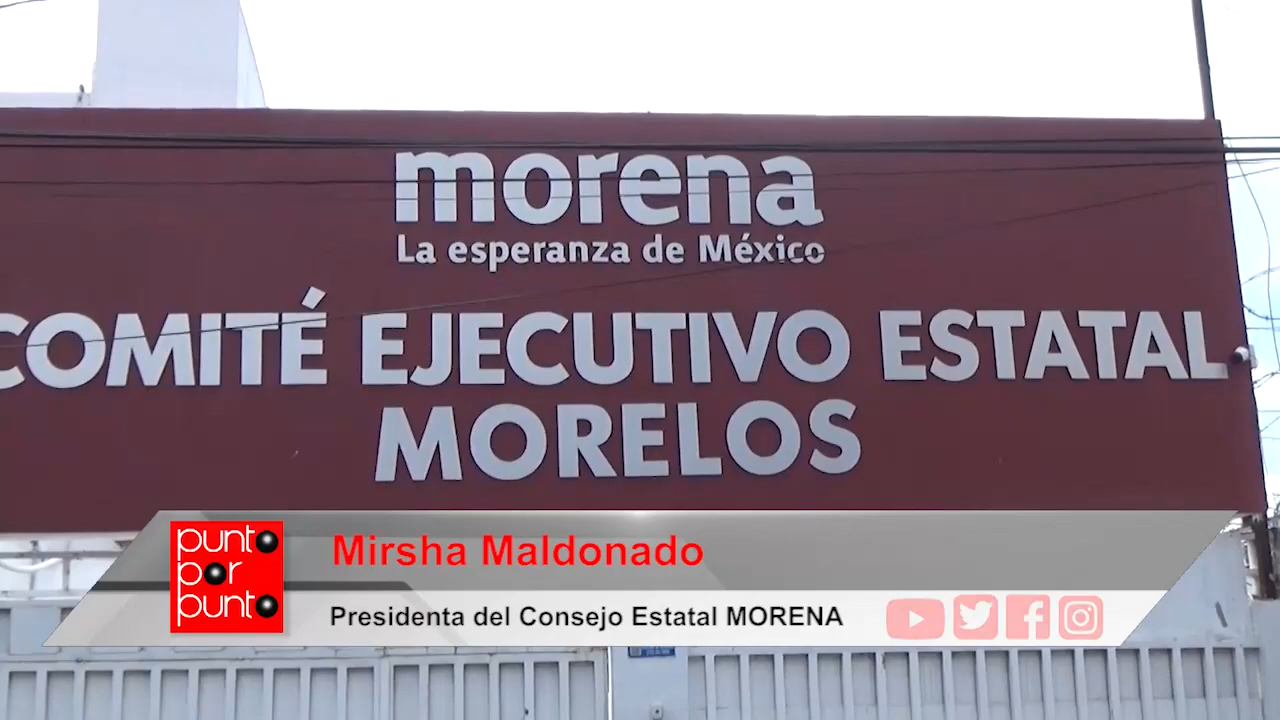 morena
La esperanza de México
COMITÉ EJECUTIVO ESTATAL
MORELOS
punto
por
punto
Mirsha Maldonado
Presidenta del Consejo Estatal MORENA